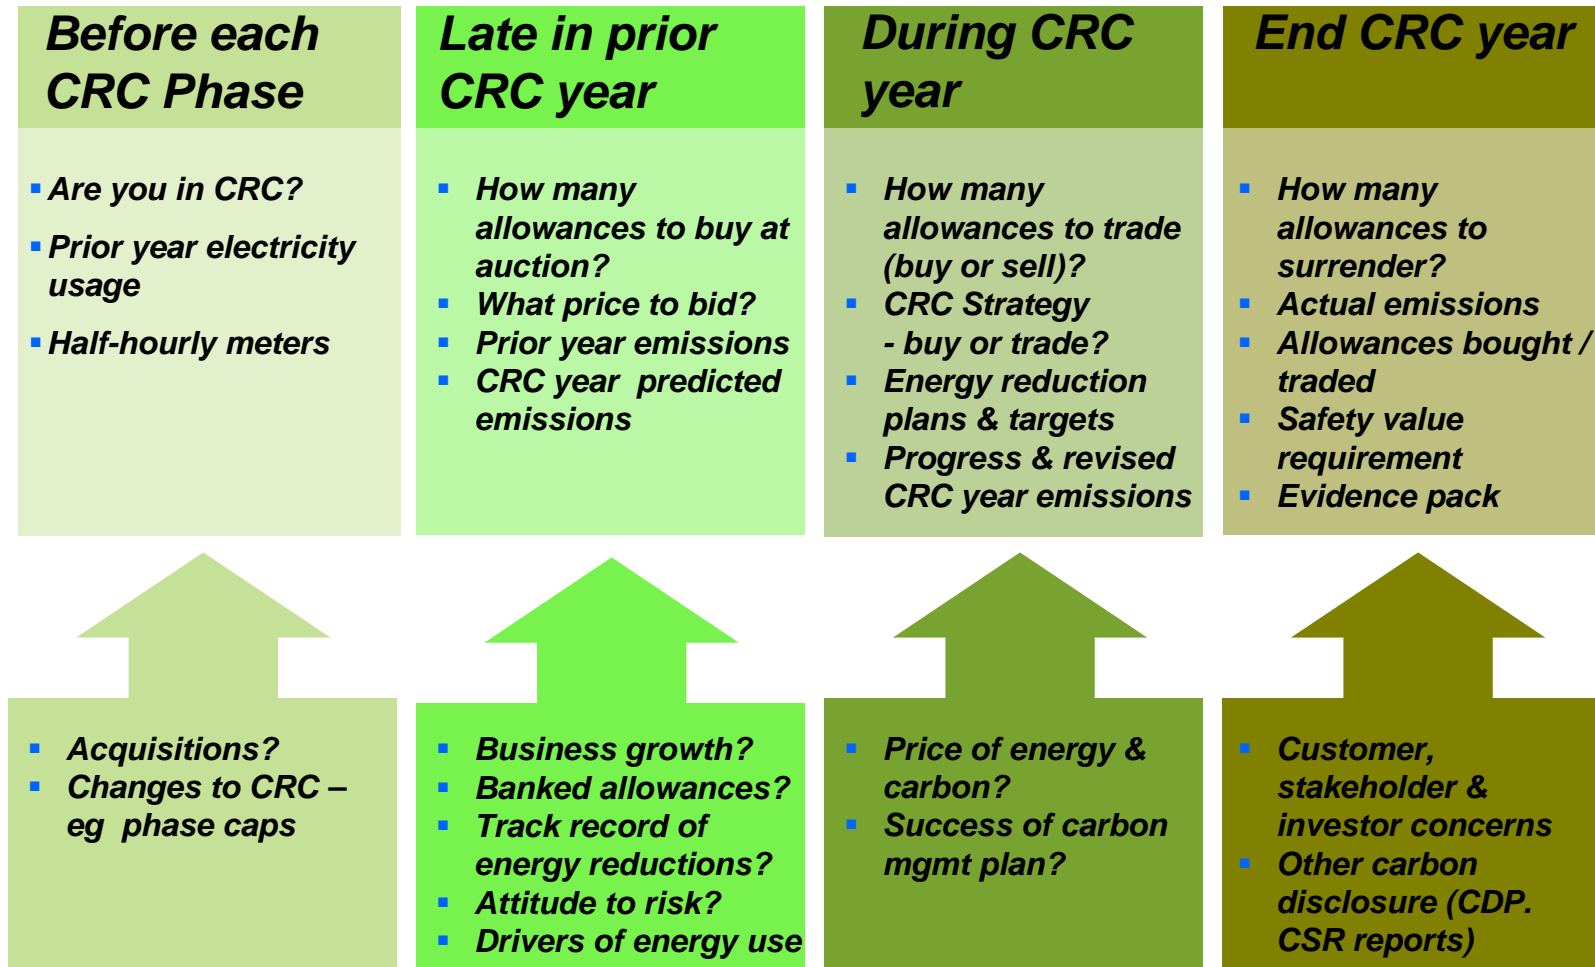 Before each
CRC Phase
▪ Are you in CRC?
▪ Prior year electricity
usage
▪ Half-hourly meters
▪ Acquisitions?
▪ Changes to CRC –
eg phase caps
Late in prior
CRC year
▪ How many
allowances to buy at
auction?
▪ What price to bid?
▪ Prior year emissions
▪ CRC year predicted
emissions
▪ Business growth?
▪ Banked allowances?
▪ Track record of
energy reductions?
▪ Attitude to risk?
▪ Drivers of energy use
During CRC
year
▪ How many
allowances to trade
(buy or sell)?
▪ CRC Strategy
- buy or trade?
▪ Energy reduction
plans & targets
▪ Progress & revised
CRC year emissions
▪ Price of energy &
carbon?
▪ Success of carbon
mgmt plan?
End CRC year
▪ How many
allowances to
surrender?
▪ Actual emissions
▪ Allowances bought /
traded
▪ Safety value
requirement
▪ Evidence pack
▪ Customer,
stakeholder &
investor concerns
▪ Other carbon
disclosure (CDP.
CSR reports)